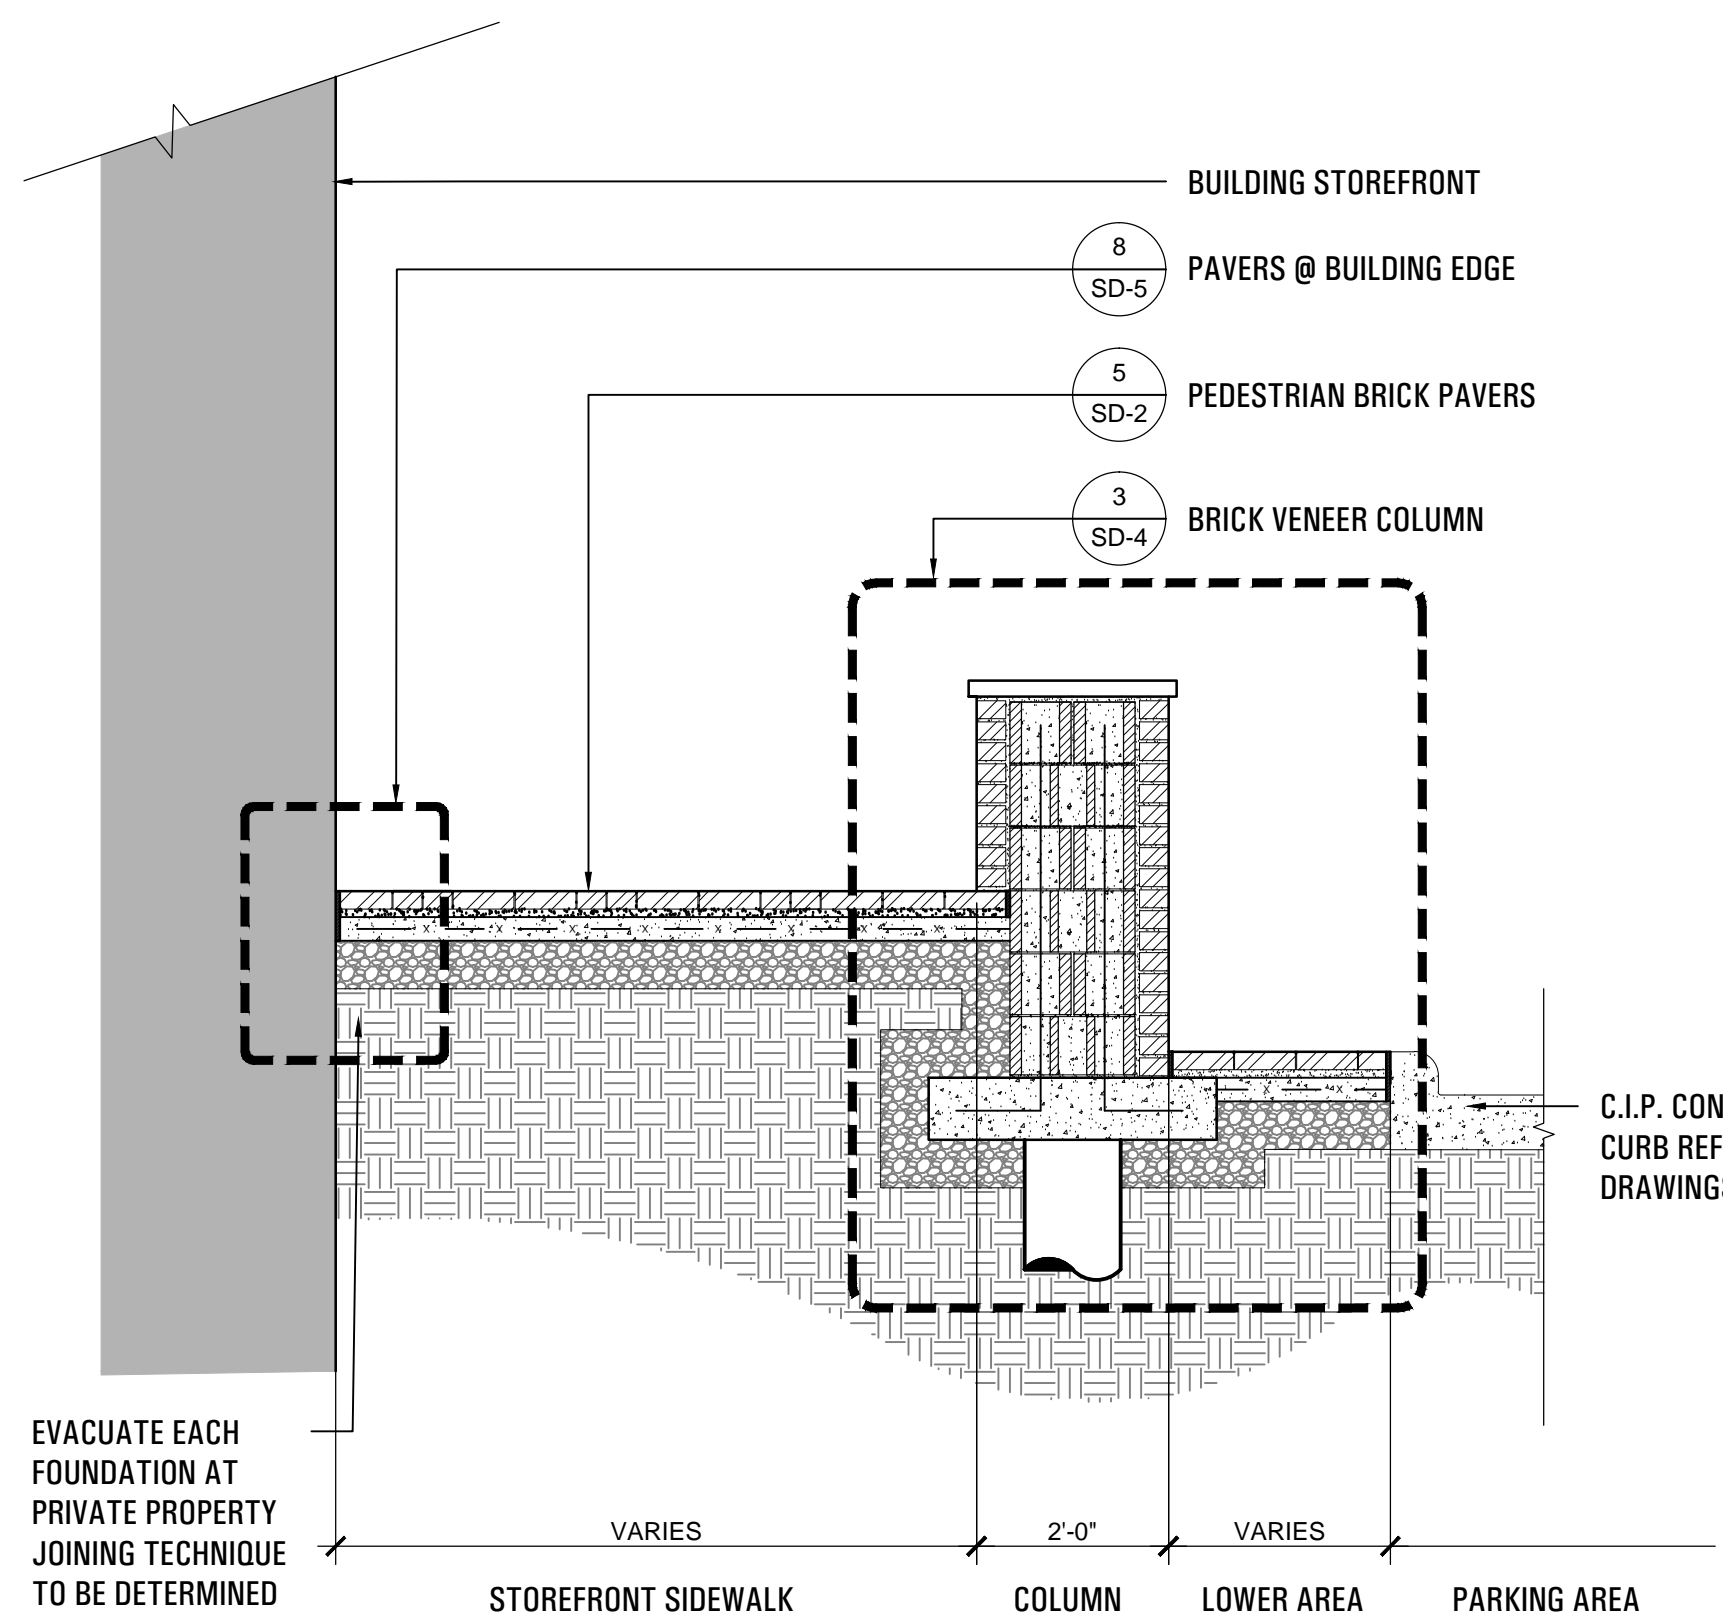 BUILDING STOREFRONT
8
SD-5
PAVERS @ BUILDING EDGE
5
SD-2
PEDESTRIAN BRICK PAVERS
3
SD-4
BRICK VENEER COLUMN
X X X X X X X X
X X
C.I.P. CON
CURB REF
DRAWINGS
EVACUATE EACH
FOUNDATION AT
PRIVATE PROPERTY
JOINING TECHNIQUE
TO BE DETERMINED
VARIES
2'-0"
VARIES
STOREFRONT SIDEWALK
COLUMN
LOWER AREA
PARKING AREA